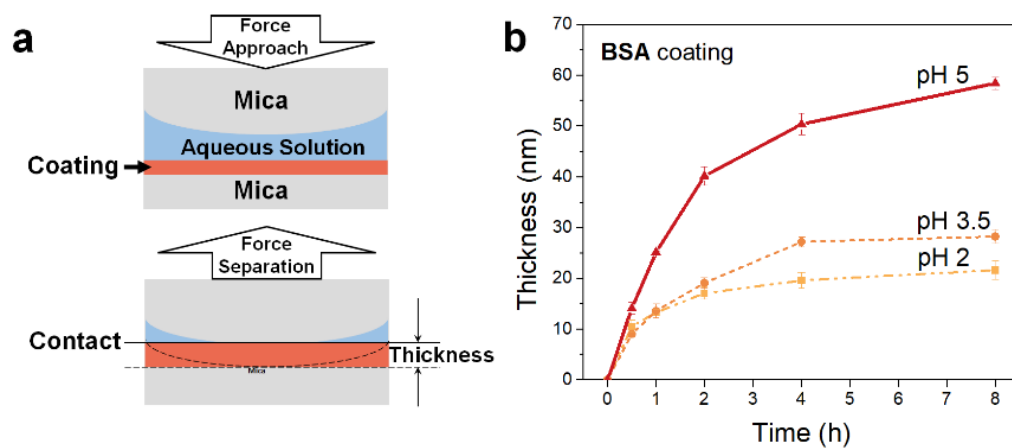 a
Force
Approach
Mica
Aqueous Solution
Coating
Mica
Force
Separation
Contact
Thickness
Mica
b
BSA coating
pH 5
pH 3.5
pH 2
Thickness (nm)
70
60
50
40
30
20
10
0
0 1 2 3 4 5 6 7 8
Time (h)